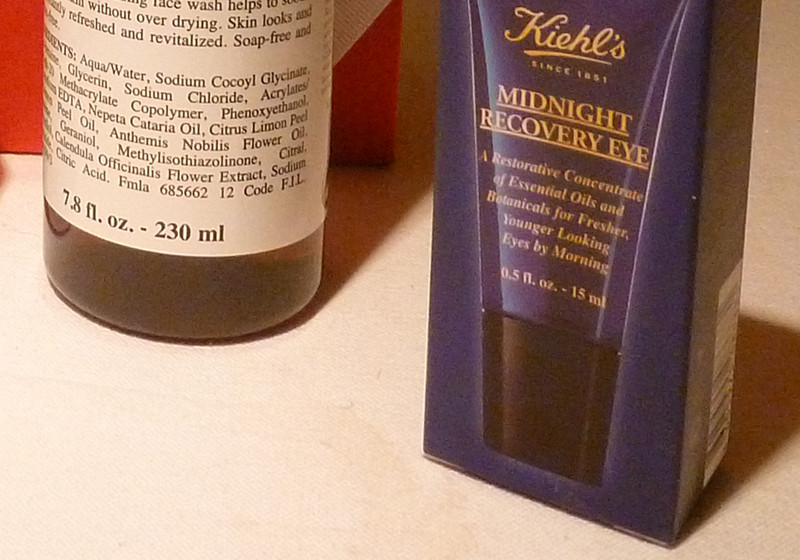 face wash helps to
without over drying. Skin looks and
refreshed and revitalized. Soap-free and
Aqua/Water, Sodium Cocoyl Glycinate,
Glycerin, Sodium Chloride, Acrylates/
Methacrylate Copolymer, Phenoxyethanol,
EDTA, Nepeta Cataria Oil, Citrus Limon Peel
Peel Oil, Anthemis Nobilis Flower Oil,
Geraniol, Methylisothiazolinone, Citral,
Calendula Officinalis Flower Extract, Sodium
Citric Acid. Fmla 685662 12 Code F.I.L.
7.8 fl. oz. - 230 ml
Kiehl's
SINCE 1851
MIDNIGHT
RECOVERY EYE
A Restorative Concentrate
of Essential Oils and
Botanicals for Fresher,
Younger Looking
Eyes by Morning
0.5 fl. oz. - 15 ml